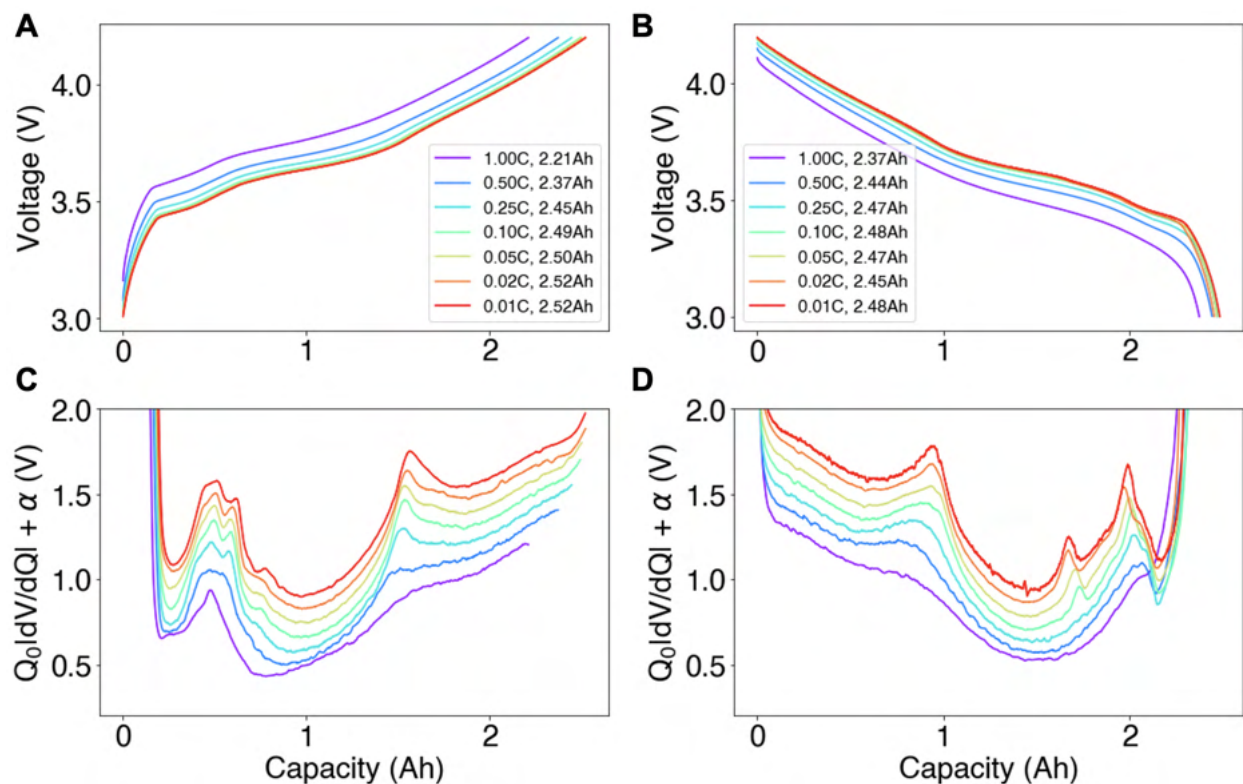 A
B
Voltage (V)
4.0
3.5
3.0
1.00C, 2.21Ah
0.50C, 2.37Ah
0.25C, 2.45Ah
0.10C, 2.49Ah
0.05C, 2.50Ah
0.02C, 2.52Ah
0.01C, 2.52Ah
0
1
2
Voltage (V)
4.0
3.5
3.0
1.00C, 2.37Ah
0.50C, 2.44Ah
0.25C, 2.47Ah
0.10C, 2.48Ah
0.05C, 2.47Ah
0.02C, 2.45Ah
0.01C, 2.48Ah
0
1
2
C
D
Q₀|dV/dQ| + α (V)
2.0
1.5
1.0
0.5
0
1
2
Capacity (Ah)
Q₀|dV/dQ| + α (V)
2.0
1.5
1.0
0.5
0
1
2
Capacity (Ah)